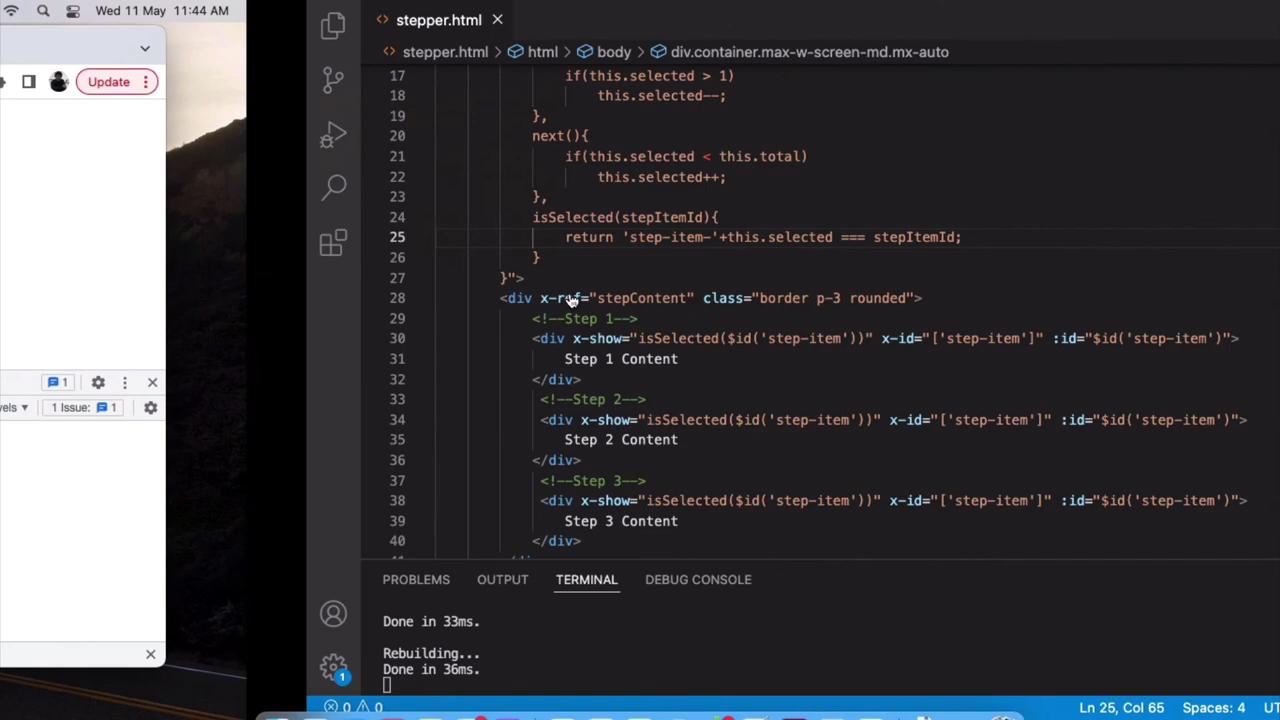 Wed 11 May 11:44 AM
Update
1
vels
1 Issue:
1
stepper.html
stepper.html
html
body
div.container.max-w-screen-md.mx-auto
17 if(this.selected > 1)
18 this.selected--;
19 },
20 next(){
21 if(this.selected < this.total)
22 this.selected++;
23 },
24 isSelected(stepItemId){
25 return 'step-item-'+this.selected === stepItemId;
26 }
27 }">
28 <div x-ref="stepContent" class="border p-3 rounded">
29 <!--Step 1-->
30 <div x-show="isSelected($id('step-item'))" x-id="['step-item']" :id="$id('step-item')">
31 Step 1 Content
32 </div>
33 <!--Step 2-->
34 <div x-show="isSelected($id('step-item'))" x-id="['step-item']" :id="$id('step-item')">
35 Step 2 Content
36 </div>
37 <!--Step 3-->
38 <div x-show="isSelected($id('step-item'))" x-id="['step-item']" :id="$id('step-item')">
39 Step 3 Content
40 </div>
PROBLEMS
OUTPUT
TERMINAL
DEBUG CONSOLE
Done in 33ms.
Rebuilding...
Done in 36ms.
1
0 0
Ln 25, Col 65
Spaces: 4
UT